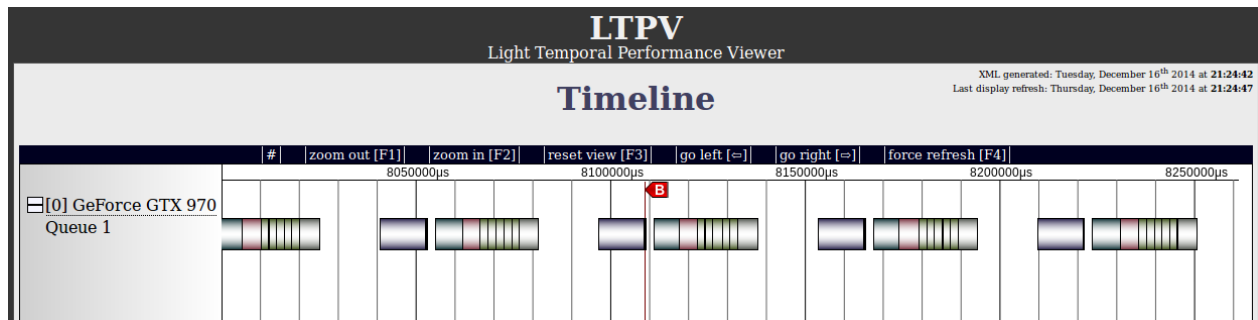 LTPV
Light Temporal Performance Viewer
XML generated: Tuesday, December 16th 2014 at 21:24:42
Last display refresh: Thursday, December 16th 2014 at 21:24:47
Timeline
# zoom out [F1] zoom in [F2] reset view [F3] go left [⇦] go right [⇨] force refresh [F4]
8050000µs 8100000µs 8150000µs 8200000µs 8250000µs
B
[0] GeForce GTX 970
Queue 1